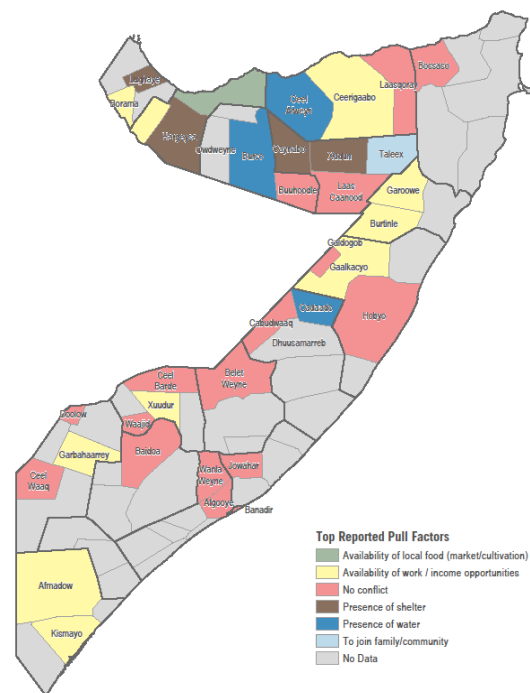 Bossaso
Laasqoray
Lughaye
Ceerigaabo
Borama
Ceel
Afweyn
Hargeysa
Owdweyne
Burco
Caynabo
Xudun
Taleex
Buuhoodle
Laas
Caanood
Garoowe
Burtinle
Galdogob
Gaalkacyo
Cadaado
Hobyo
Cabudwaaq
Dhuusamarreb
Ceel
Barde
Belet
Weyne
Xuudur
Doolow
Waajid
Garbahaarrey
Baidoa
Ceel
Waaq
Wanla
Weyne
Jowahar
Algooye
Banadir
Afmadow
Kismayo
Top Reported Pull Factors
Availability of local food (market/cultivation)
Availability of work / income opportunities
No conflict
Presence of shelter
Presence of water
To join family/community
No Data